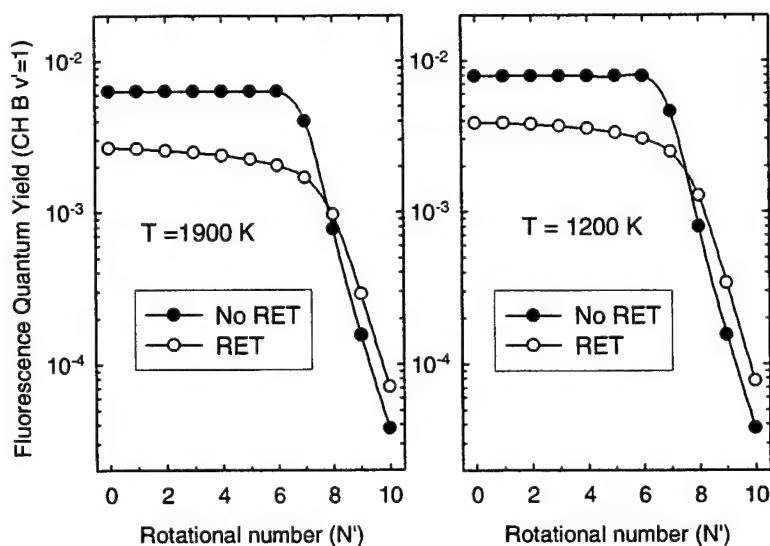 Fluorescence Quantum Yield (CH B v'=1)
10⁻²
10⁻³
10⁻⁴
T =1900 K
No RET
RET
0 2 4 6 8 10
Rotational number (N')
10⁻²
10⁻³
10⁻⁴
T = 1200 K
No RET
RET
0 2 4 6 8 10
Rotational number (N')